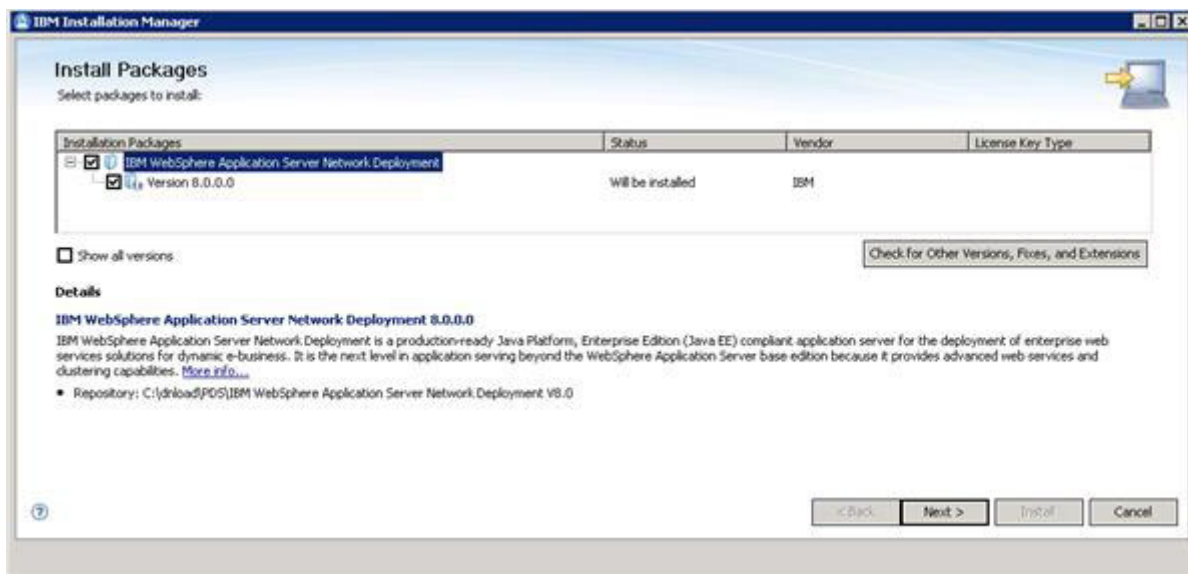 IBM Installation Manager
Install Packages
Select packages to install:
Installation Packages Status Vendor License Key Type
IBM WebSphere Application Server Network Deployment
Version 8.0.0.0 Will be installed IBM
Show all versions Check for Other Versions, Fixes, and Extensions
Details
IBM WebSphere Application Server Network Deployment 8.0.0.0
IBM WebSphere Application Server Network Deployment is a production-ready Java Platform, Enterprise Edition (Java EE) compliant application server for the deployment of enterprise web
services solutions for dynamic e-business. It is the next level in application serving beyond the WebSphere Application Server base edition because it provides advanced web services and
clustering capabilities. More info...
• Repository: C:\dnload\PDS\IBM WebSphere Application Server Network Deployment V8.0
? < Back Next > Install Cancel